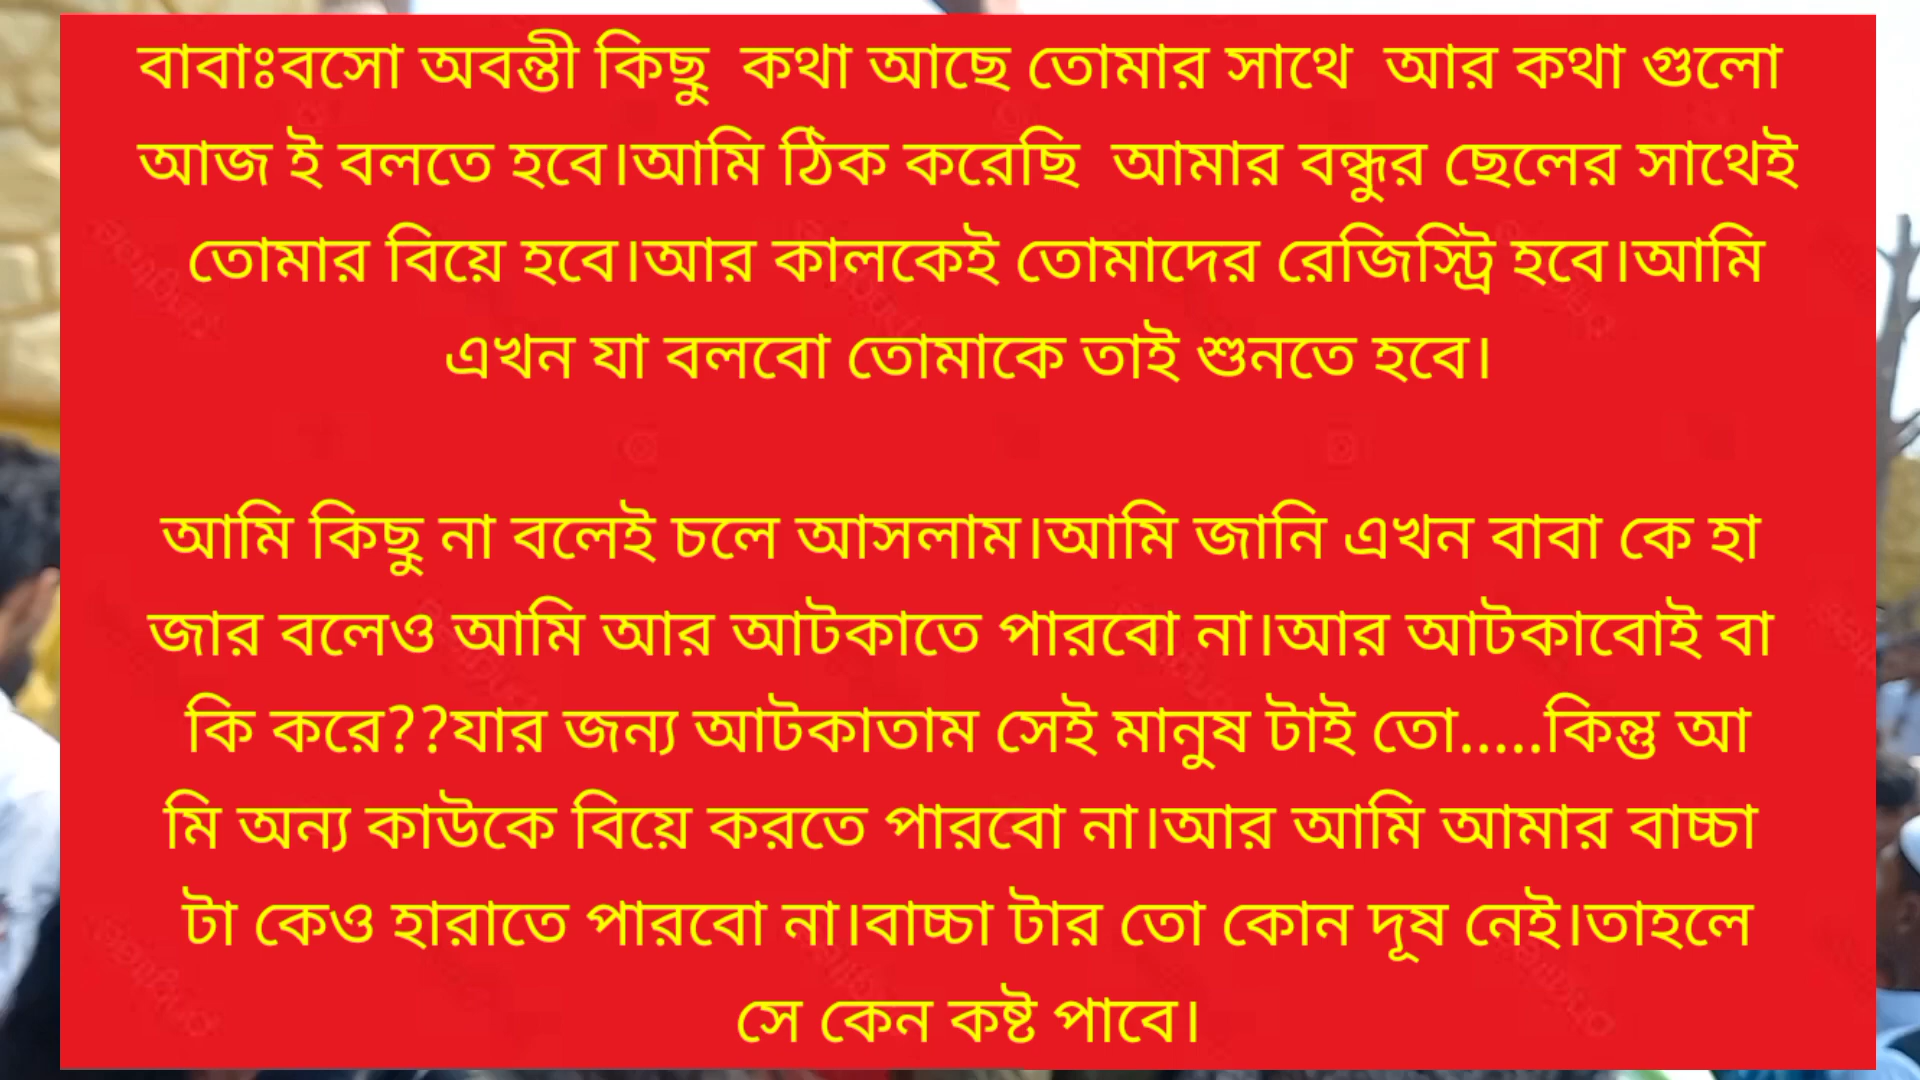 বাবাঃবসো অবন্তী কিছু  কথা আছে তোমার সাথে  আর কথা গুলো
আজ ই বলতে হবে।আমি ঠিক করেছি  আমার বন্ধুর ছেলের সাথেই
তোমার বিয়ে হবে।আর কালকেই তোমাদের রেজিস্ট্রি হবে।আমি
এখন যা বলবো তোমাকে তাই শুনতে হবে।
আমি কিছু না বলেই চলে আসলাম।আমি জানি এখন বাবা কে হা
জার বলেও আমি আর আটকাতে পারবো না।আর আটকাবোই বা
কি করে??যার জন্য আটকাতাম সেই মানুষ টাই তো.....কিন্তু আ
মি অন্য কাউকে বিয়ে করতে পারবো না।আর আমি আমার বাচ্চা
টা কেও হারাতে পারবো না।বাচ্চা টার তো কোন দূষ নেই।তাহলে
সে কেন কষ্ট পাবে।